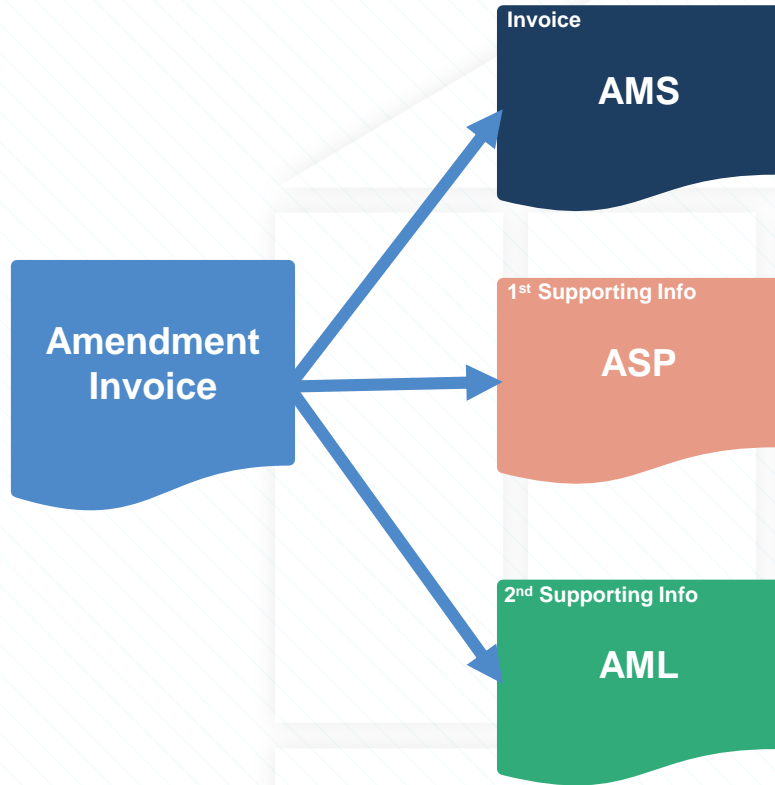 Invoice
AMS
Amendment
Invoice
1st Supporting Info
ASP
2nd Supporting Info
AML